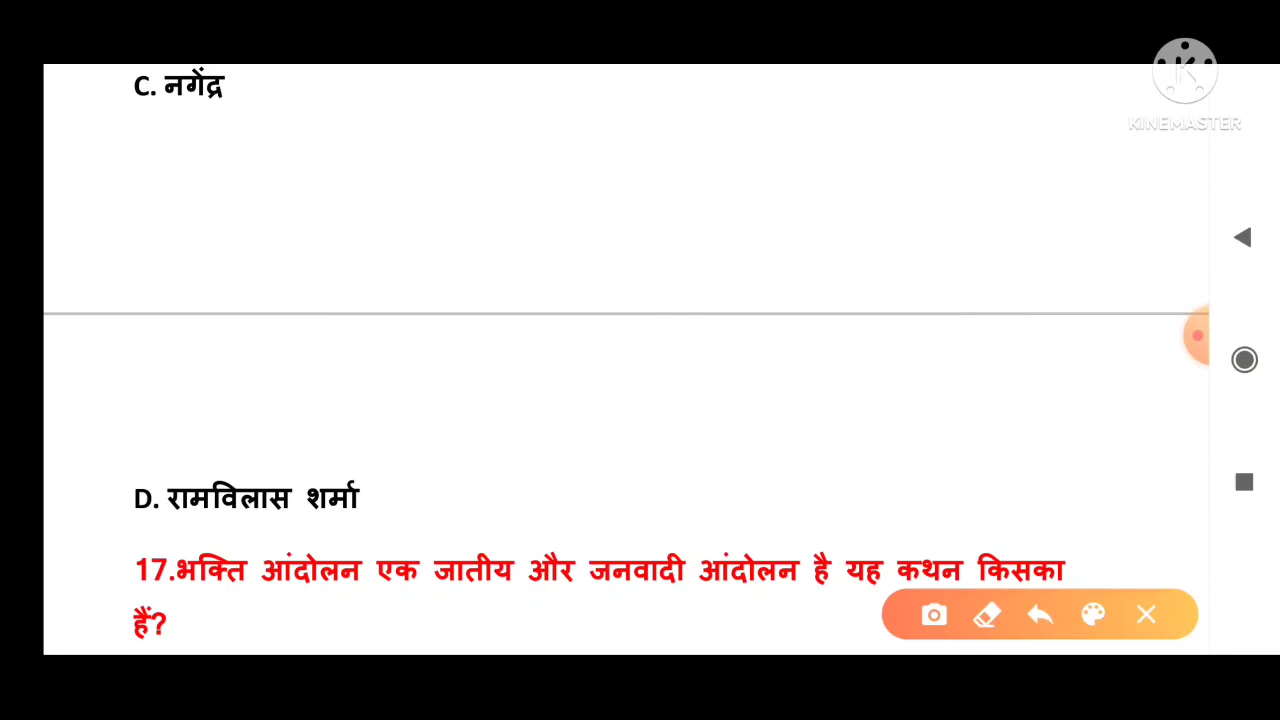 C. नगेंद्र
KINEMASTER
D. रामविलास शर्मा
17.भक्ति आंदोलन एक जातीय और जनवादी आंदोलन है यह कथन किसका
हैं?